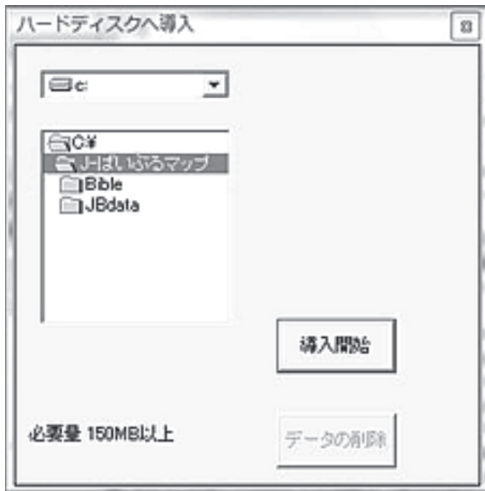 ハードディスクへ導入
c:
C:¥
J-ばいぶるマップ
Bible
JBdata
導入開始
必要量 150MB以上
データの削除